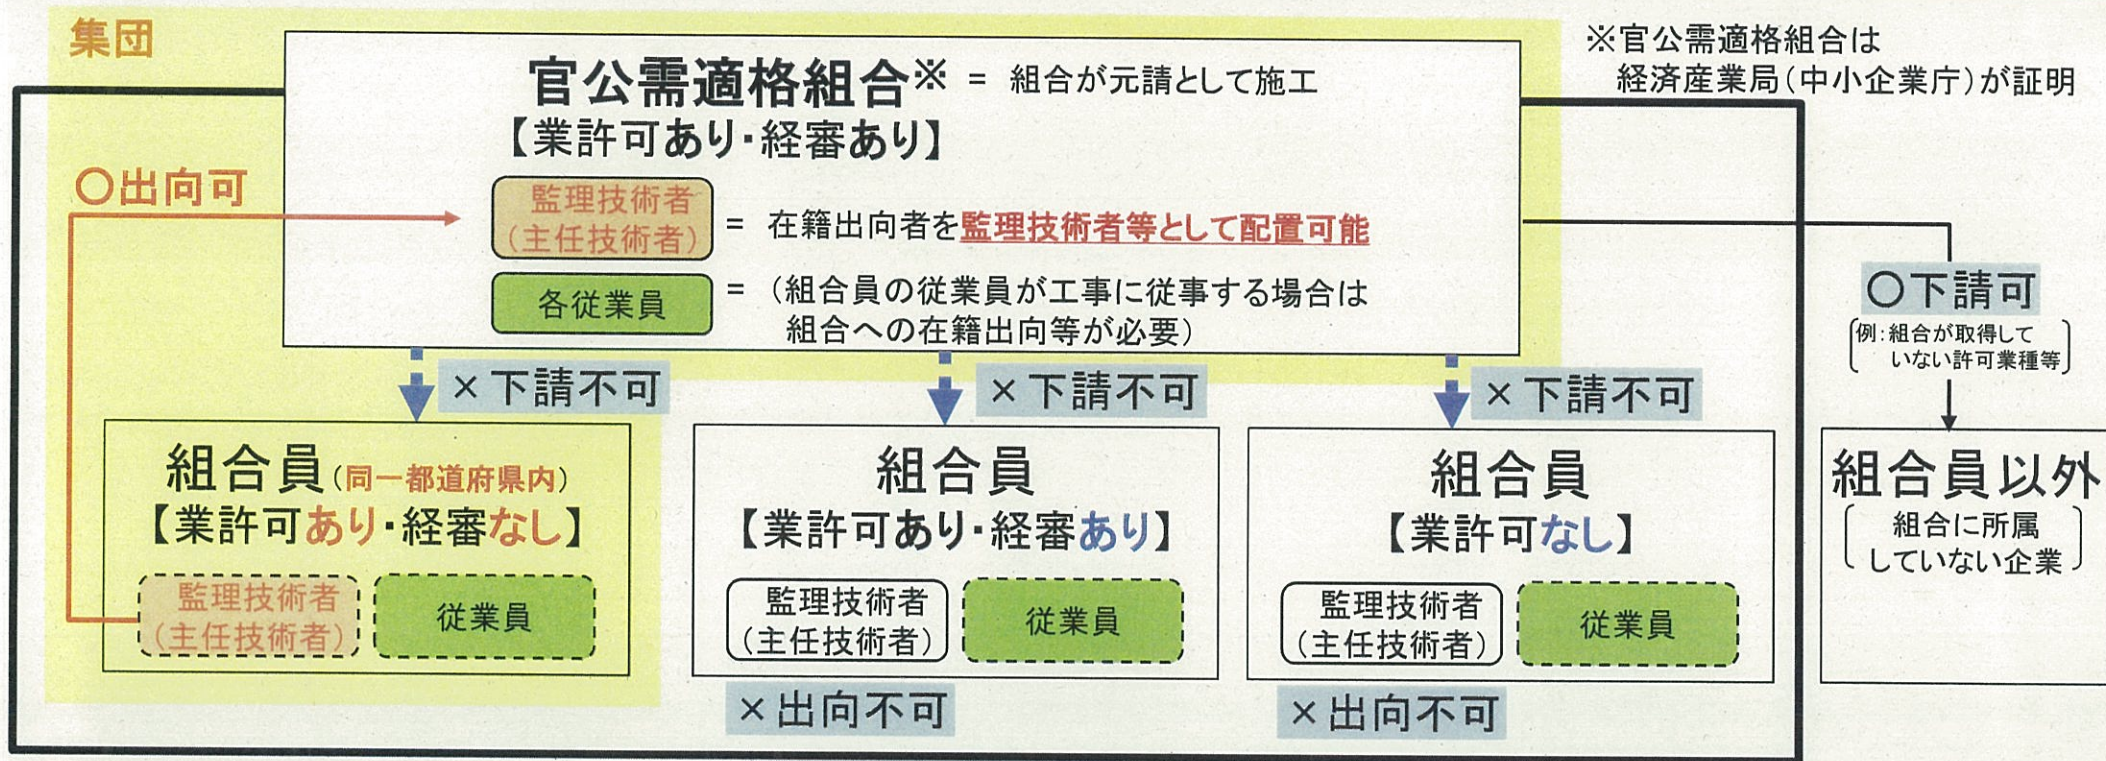 集団
官公需適格組合※ = 組合が元請として施工
【業許可あり・経審あり】
※官公需適格組合は
経済産業局(中小企業庁)が証明
〇出向可
監理技術者
(主任技術者)
= 在籍出向者を監理技術者等として配置可能
各従業員
= (組合員の従業員が工事に従事する場合は
組合への在籍出向等が必要)
〇下請可
例:組合が取得して
いない許可業種等
×下請不可
×下請不可
×下請不可
組合員(同一都道府県内)
【業許可あり・経審なし】
監理技術者
(主任技術者)
従業員
組合員
【業許可あり・経審あり】
監理技術者
(主任技術者)
従業員
×出向不可
組合員
【業許可なし】
監理技術者
(主任技術者)
従業員
×出向不可
組合員以外
組合に所属
していない企業